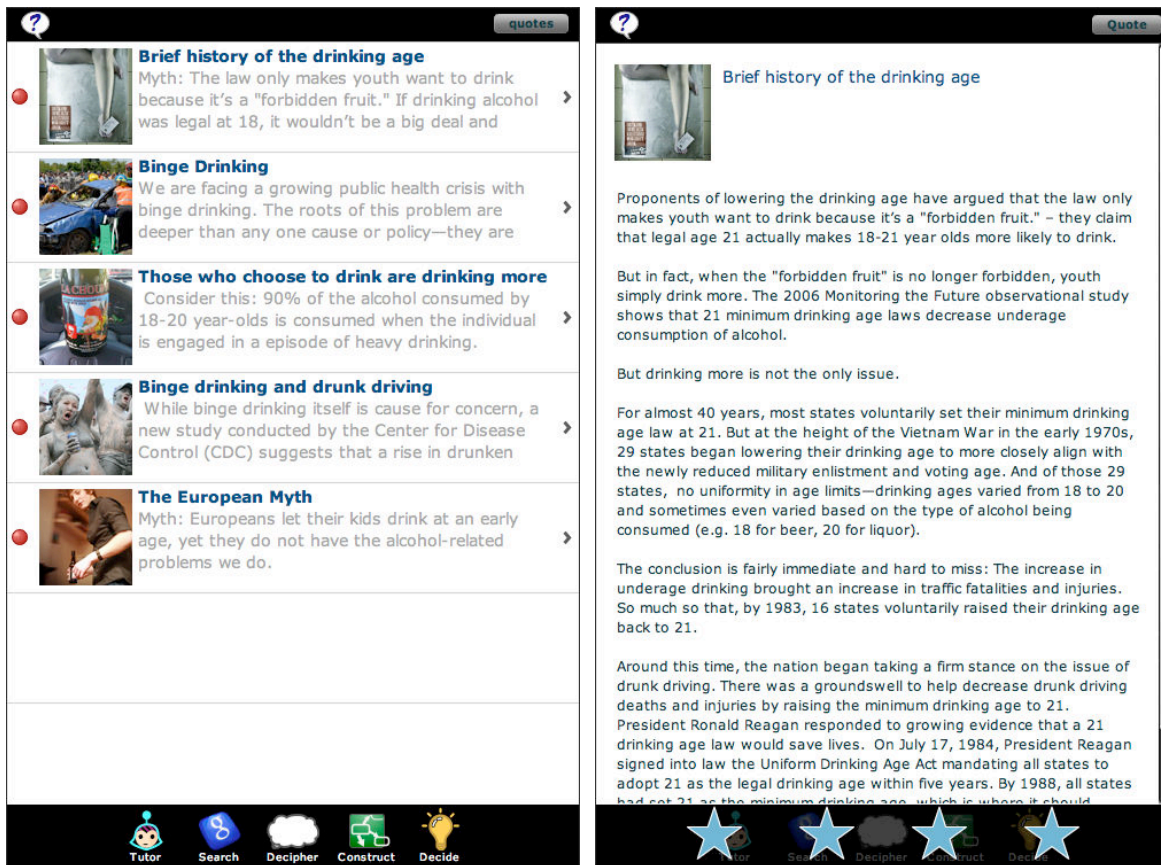 quotes
Brief history of the drinking age
Myth: The law only makes youth want to drink
because it's a "forbidden fruit." If drinking alcohol
was legal at 18, it wouldn't be a big deal and
Binge Drinking
We are facing a growing public health crisis with
binge drinking. The roots of this problem are
deeper than any one cause or policy—they are
Those who choose to drink are drinking more
Consider this: 90% of the alcohol consumed by
18-20 year-olds is consumed when the individual
is engaged in a episode of heavy drinking.
Binge drinking and drunk driving
While binge drinking itself is cause for concern, a
new study conducted by the Center for Disease
Control (CDC) suggests that a rise in drunken
The European Myth
Myth: Europeans let their kids drink at an early
age, yet they do not have the alcohol-related
problems we do.
Tutor Search Decipher Construct Decide
Quote
Brief history of the drinking age
Proponents of lowering the drinking age have argued that the law only
makes youth want to drink because it's a "forbidden fruit." – they claim
that legal age 21 actually makes 18-21 year olds more likely to drink.
But in fact, when the "forbidden fruit" is no longer forbidden, youth
simply drink more. The 2006 Monitoring the Future observational study
shows that 21 minimum drinking age laws decrease underage
consumption of alcohol.
But drinking more is not the only issue.
For almost 40 years, most states voluntarily set their minimum drinking
age law at 21. But at the height of the Vietnam War in the early 1970s,
29 states began lowering their drinking age to more closely align with
the newly reduced military enlistment and voting age. And of those 29
states, no uniformity in age limits—drinking ages varied from 18 to 20
and sometimes even varied based on the type of alcohol being
consumed (e.g. 18 for beer, 20 for liquor).
The conclusion is fairly immediate and hard to miss: The increase in
underage drinking brought an increase in traffic fatalities and injuries.
So much so that, by 1983, 16 states voluntarily raised their drinking age
back to 21.
Around this time, the nation began taking a firm stance on the issue of
drunk driving. There was a groundswell to help decrease drunk driving
deaths and injuries by raising the minimum drinking age to 21.
President Ronald Reagan responded to growing evidence that a 21
drinking age law would save lives. On July 17, 1984, President Reagan
signed into law the Uniform Drinking Age Act mandating all states to
adopt 21 as the legal drinking age within five years. By 1988, all states
had set 21 as the minimum drinking age, which is where it should
Decipher